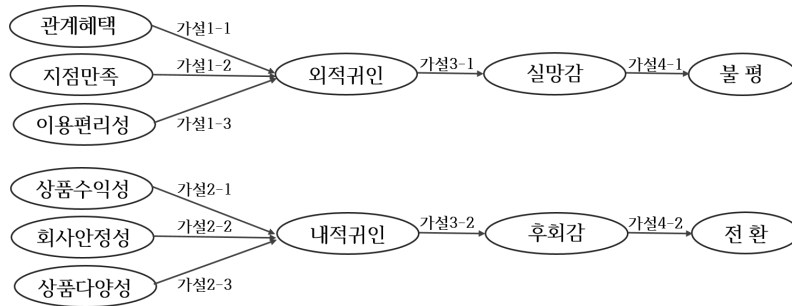 관계혜택
가설1-1
지점만족
가설1-2
외적귀인
가설3-1
실망감
가설4-1
불 평
이용편리성
가설1-3
상품수익성
가설2-1
회사안정성
가설2-2
내적귀인
가설3-2
후회감
가설4-2
전 환
상품다양성
가설2-3